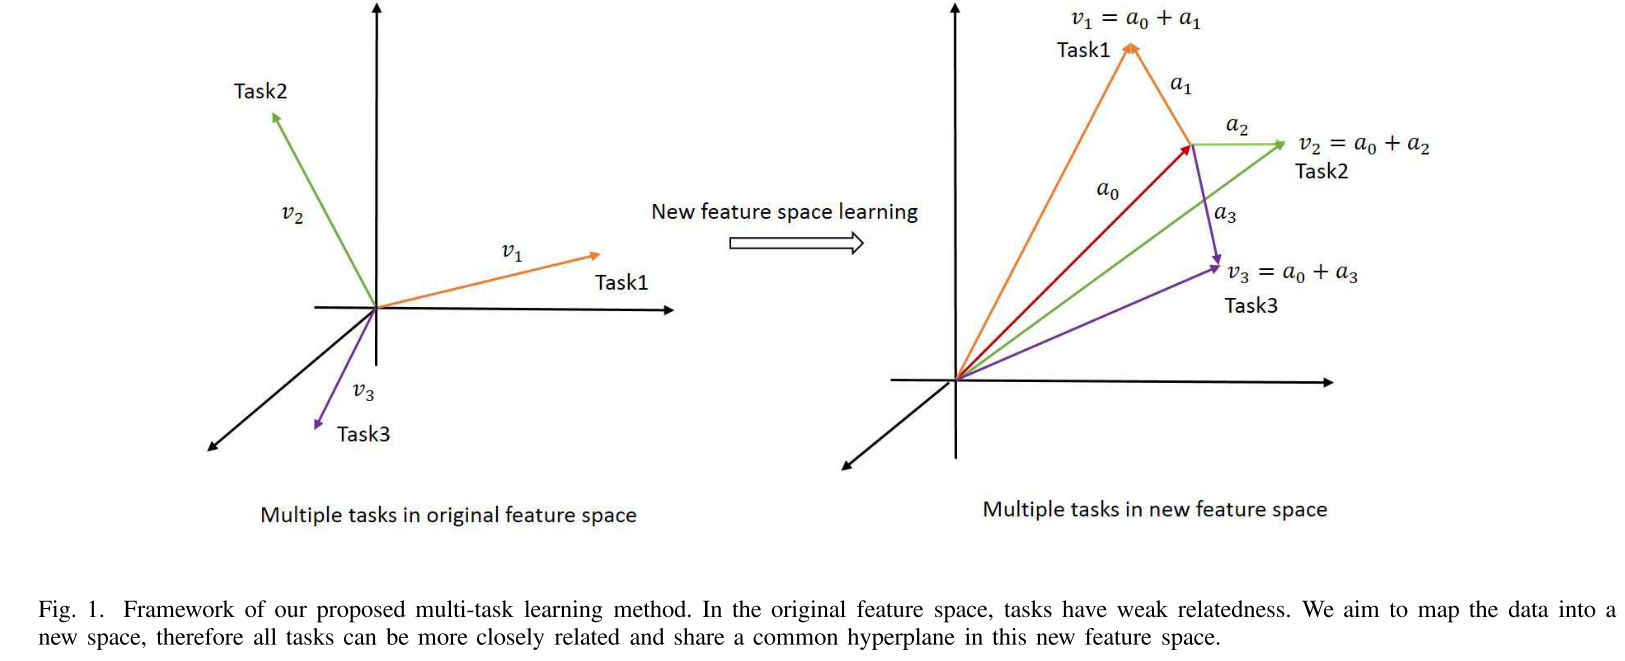 Task2
v₂
v₁
Task1
v₃
Task3
Multiple tasks in original feature space
New feature space learning
v₁ = a₀ + a₁
Task1
a₁
a₂
v₂ = a₀ + a₂
Task2
a₀
a₃
v₃ = a₀ + a₃
Task3
Multiple tasks in new feature space
Fig. 1. Framework of our proposed multi-task learning method. In the original feature space, tasks have weak relatedness. We aim to map the data into a
new space, therefore all tasks can be more closely related and share a common hyperplane in this new feature space.